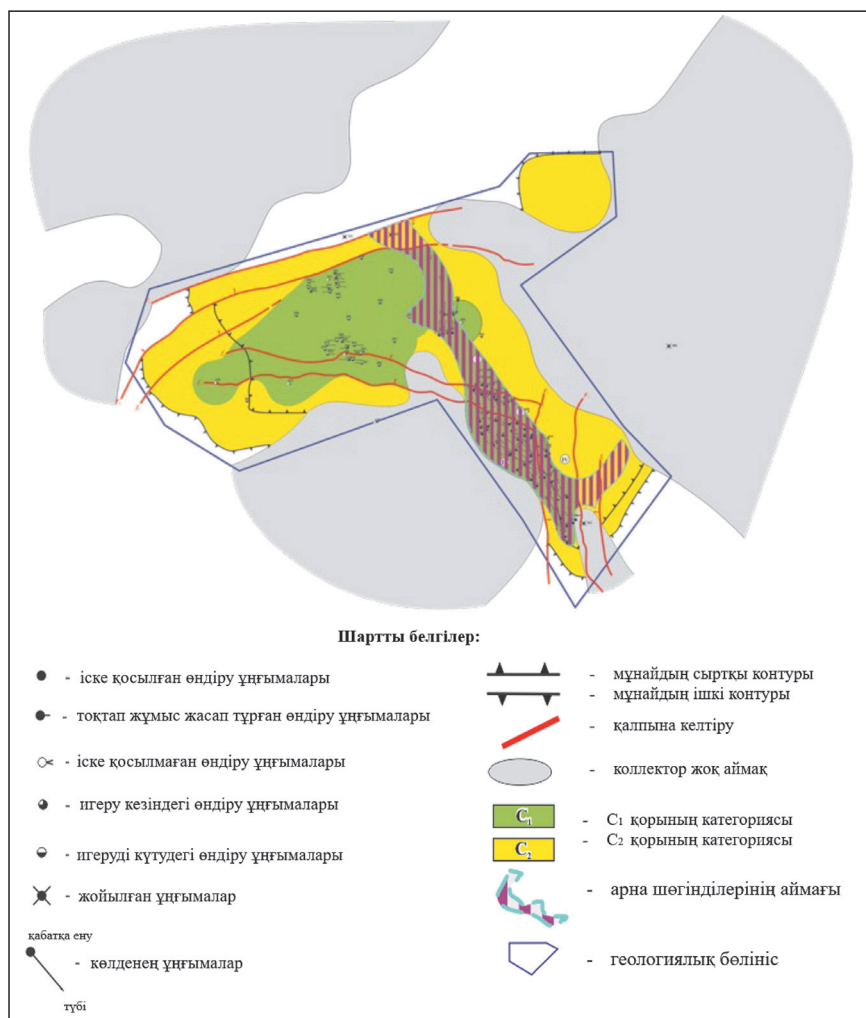 Шартты белгілер:
- іске қосылған өндіру ұңғымалары
- тоқтап жұмыс жасап тұрған өндіру ұңғымалары
- іске қосылмаған өндіру ұңғымалары
- игеру кезіндегі өндіру ұңғымалары
- игеруді күтудегі өндіру ұңғымалары
- жойылған ұңғымалар
қабатқа ену
- көлденең ұңғымалар
түбі
- мұнайдың сыртқы контуры
- мұнайдың ішкі контуры
- қалпына келтіру
- коллектор жоқ аймақ
C₁ - C₁ қорының категориясы
C₂ - C₂ қорының категориясы
- арна шөгінділерінің аймағы
- геологиялық бөлініс